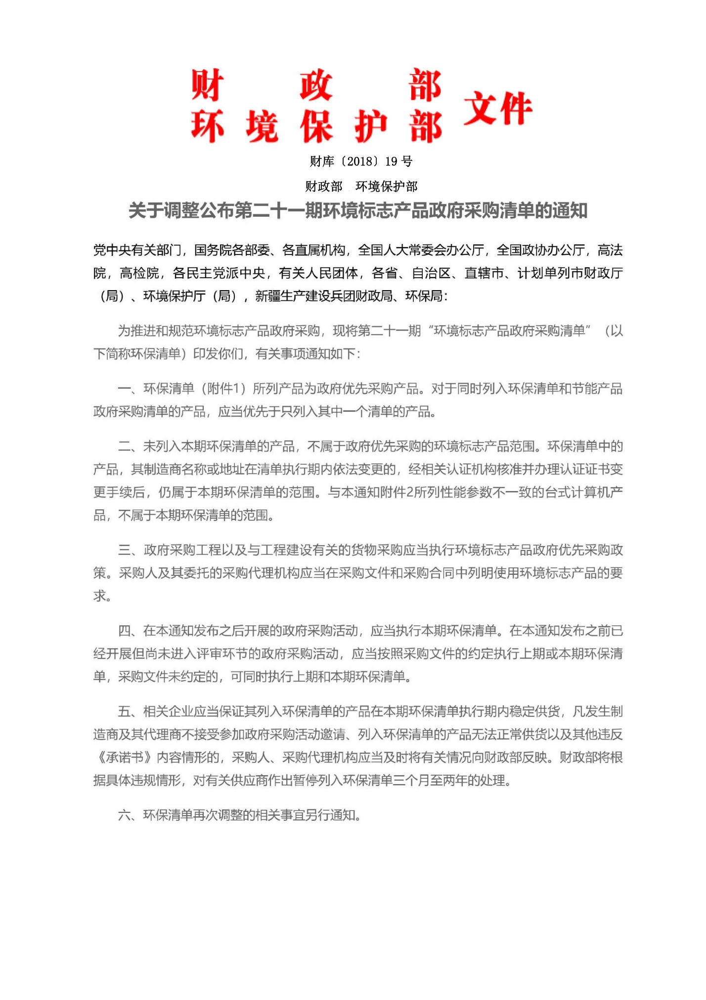 财政部
环境保护部 文件
财库〔2018〕19 号
财政部 环境保护部
关于调整公布第二十一期环境标志产品政府采购清单的通知
党中央有关部门，国务院各部委、各直属机构，全国人大常委会办公厅，全国政协办公厅，高法
院，高检院，各民主党派中央，有关人民团体，各省、自治区、直辖市、计划单列市财政厅
（局）、环境保护厅（局），新疆生产建设兵团财政局、环保局：
为推进和规范环境标志产品政府采购，现将第二十一期“环境标志产品政府采购清单”（以
下简称环保清单）印发你们，有关事项通知如下：
一、环保清单（附件1）所列产品为政府优先采购产品。对于同时列入环保清单和节能产品
政府采购清单的产品，应当优先于只列入其中一个清单的产品。
二、未列入本期环保清单的产品，不属于政府优先采购的环境标志产品范围。环保清单中的
产品，其制造商名称或地址在清单执行期内依法变更的，经相关认证机构核准并办理认证证书变
更手续后，仍属于本期环保清单的范围。与本通知附件2所列性能参数不一致的台式计算机产
品，不属于本期环保清单的范围。
三、政府采购工程以及与工程建设有关的货物采购应当执行环境标志产品政府优先采购政
策。采购人及其委托的采购代理机构应当在采购文件和采购合同中列明使用环境标志产品的要
求。
四、在本通知发布之后开展的政府采购活动，应当执行本期环保清单。在本通知发布之前已
经开展但尚未进入评审环节的政府采购活动，应当按照采购文件的约定执行上期或本期环保清
单，采购文件未约定的，可同时执行上期和本期环保清单。
五、相关企业应当保证其列入环保清单的产品在本期环保清单执行期内稳定供货，凡发生制
造商及其代理商不接受参加政府采购活动邀请、列入环保清单的产品无法正常供货以及其他违反
《承诺书》内容情形的，采购人、采购代理机构应当及时将有关情况向财政部反映。财政部将根
据具体违规情形，对有关供应商作出暂停列入环保清单三个月至两年的处理。
六、环保清单再次调整的相关事宜另行通知。